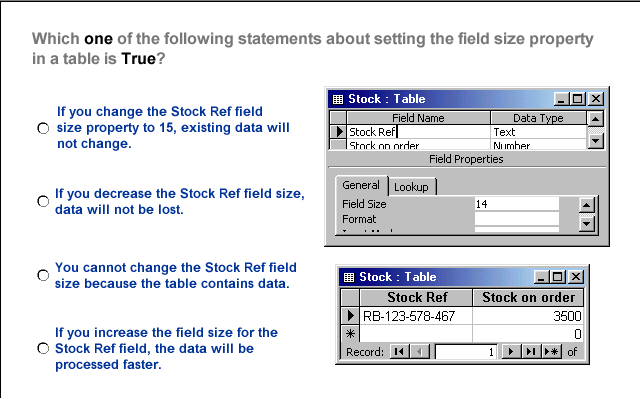 Which one of the following statements about setting the field size property
in a table is True?
If you change the Stock Ref field
size property to 15, existing data will
not change.
If you decrease the Stock Ref field size,
data will not be lost.
You cannot change the Stock Ref field
size because the table contains data.
If you increase the field size for the
Stock Ref field, the data will be
processed faster.
Stock : Table
Field Name Data Type
Stock Ref Text
Stock on order Number
Field Properties
General Lookup
Field Size 14
Format
Stock : Table
Stock Ref Stock on order
RB-123-578-467 3500
0
Record: 1 of